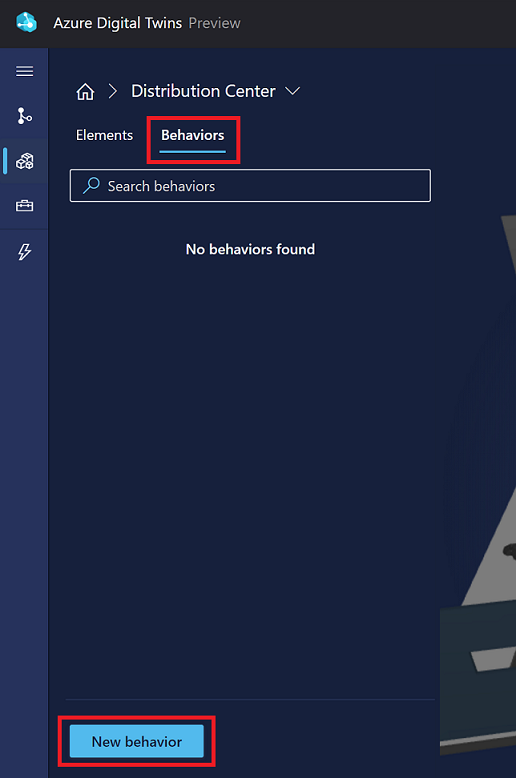 Azure Digital Twins Preview
Distribution Center
Elements Behaviors
Search behaviors
No behaviors found
New behavior